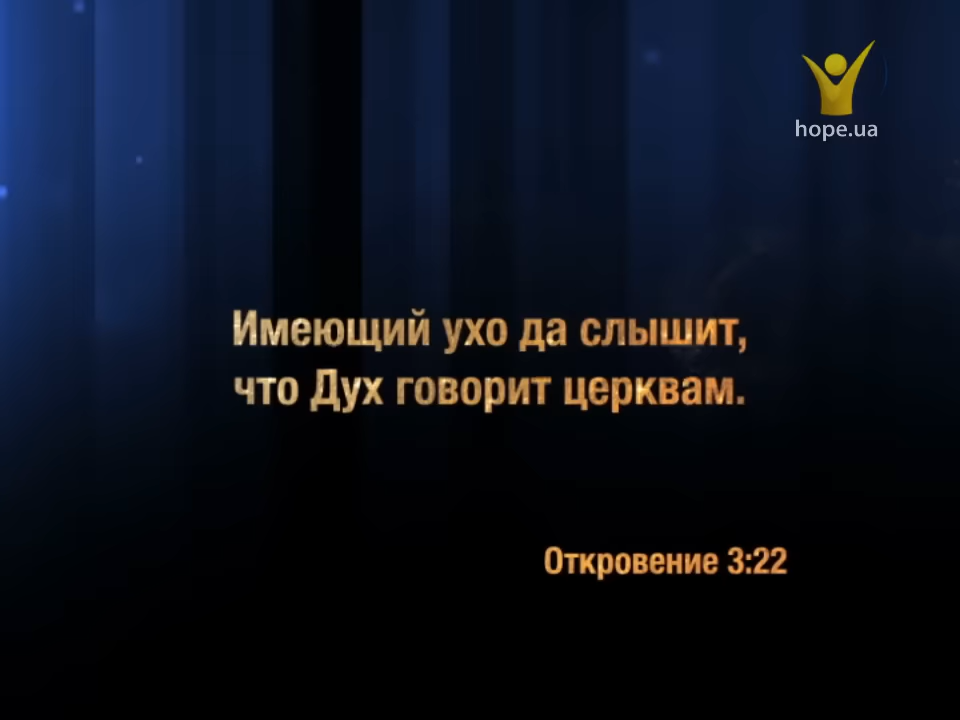 hope.ua
Имеющий ухо да слышит,
что Дух говорит церквам.
Откровение 3:22